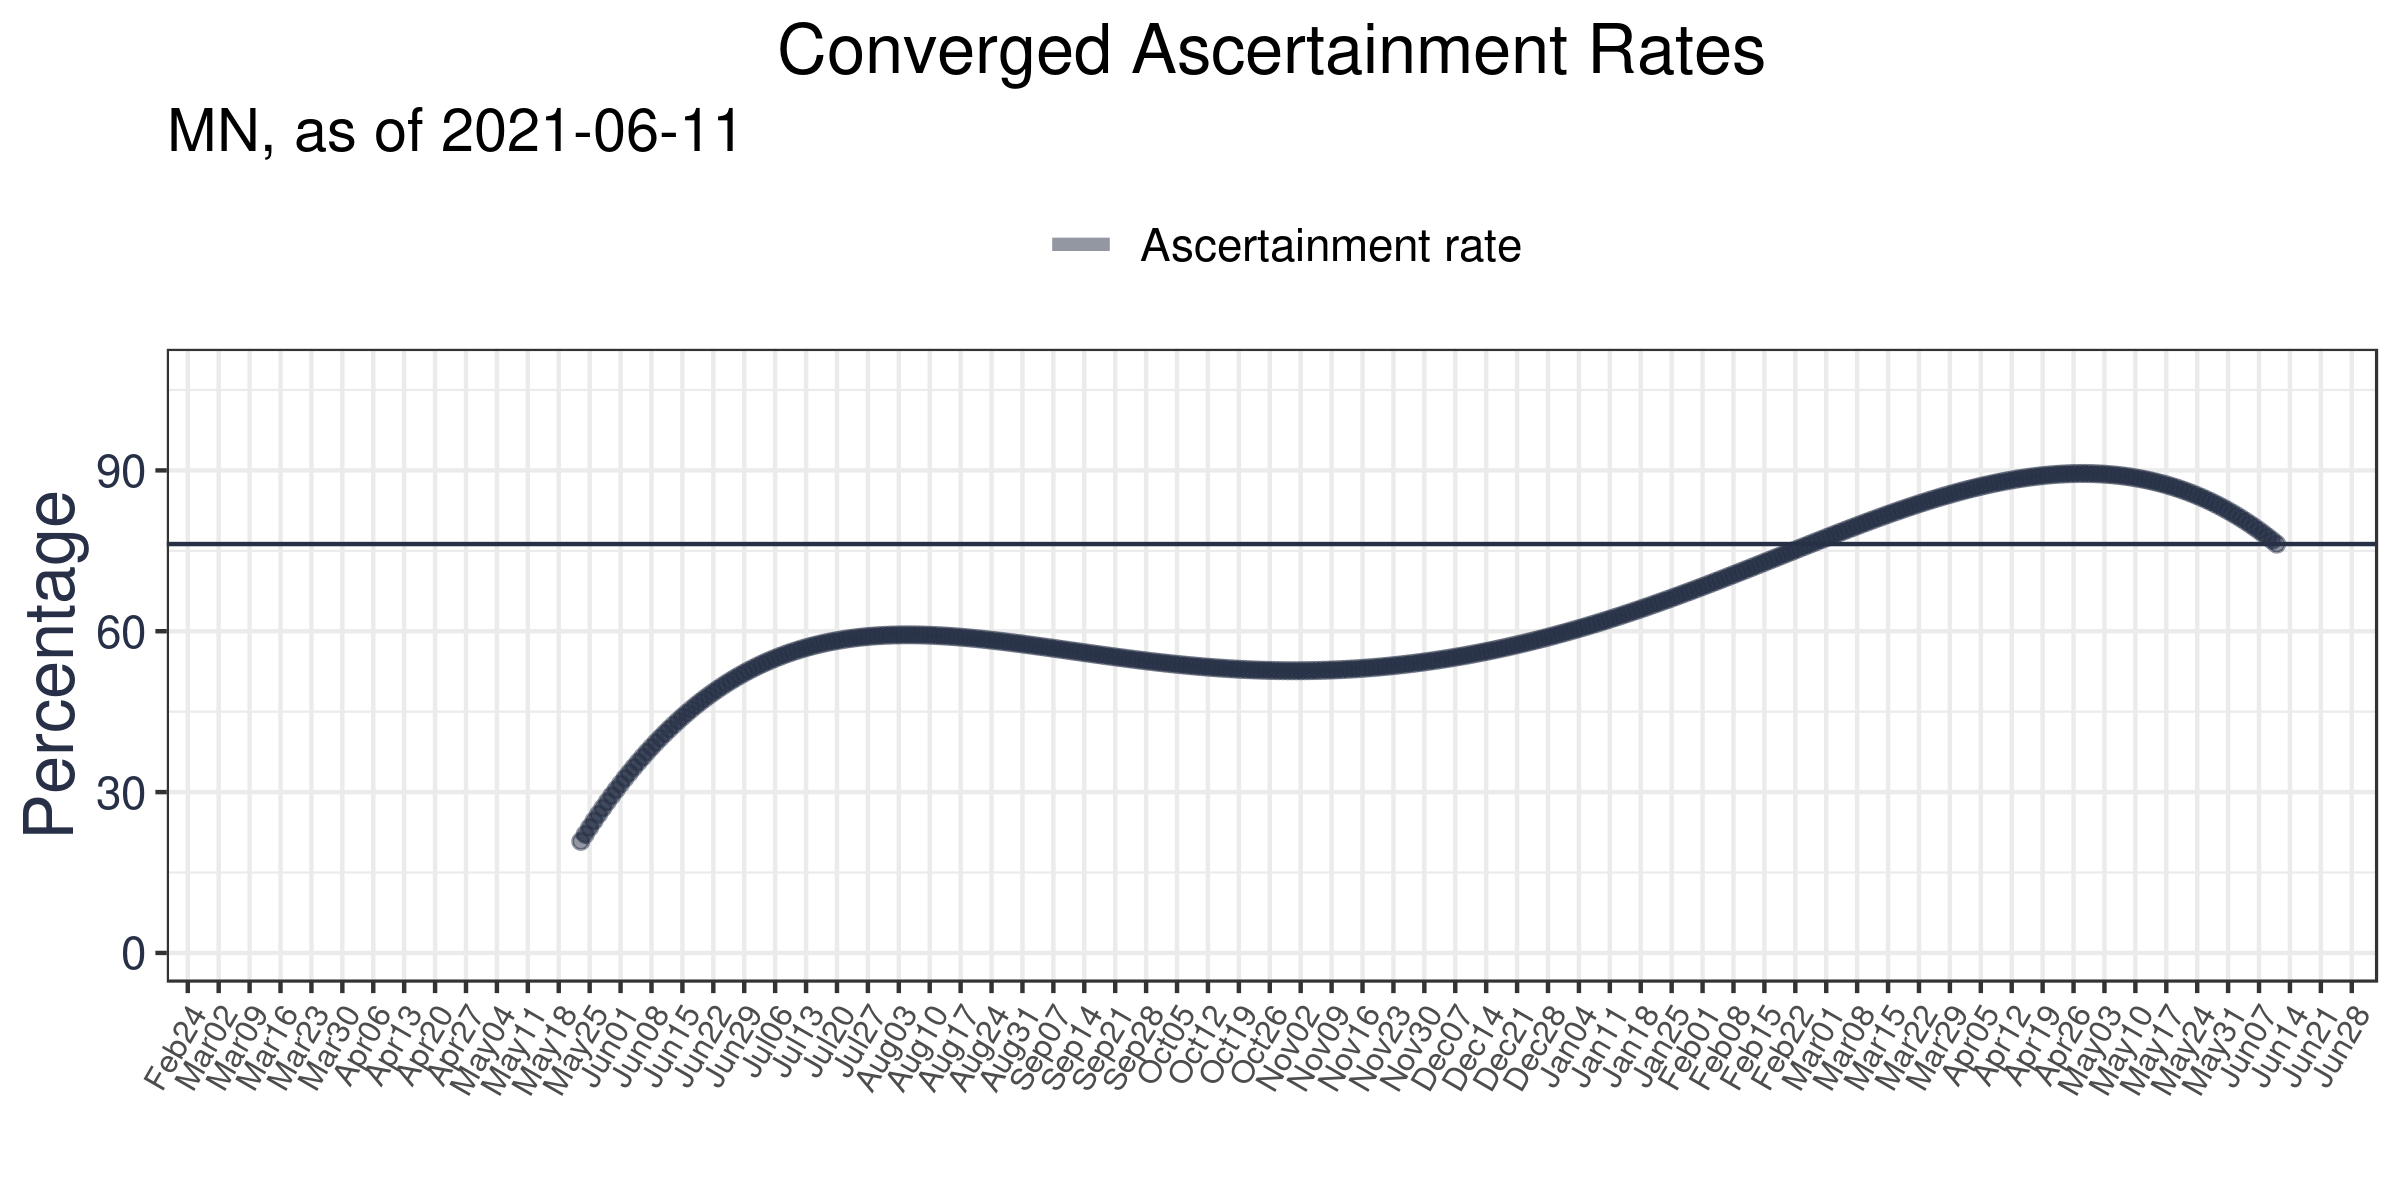 Converged Ascertainment Rates
MN, as of 2021-06-11
Ascertainment rate
Percentage
90
60
30
0
Feb24 Mar02 Mar09 Mar16 Mar23 Mar30 Apr06 Apr13 Apr20 Apr27 May04 May11 May18 May25 Jun01 Jun08 Jun15 Jun22 Jun29 Jul06 Jul13 Jul20 Jul27 Aug03 Aug10 Aug17 Aug24 Aug31 Sep07 Sep14 Sep21 Sep28 Oct05 Oct12 Oct19 Oct26 Nov02 Nov09 Nov16 Nov23 Nov30 Dec07 Dec14 Dec21 Dec28 Jan04 Jan11 Jan18 Jan25 Feb01 Feb08 Feb15 Feb22 Mar01 Mar08 Mar15 Mar22 Mar29 Apr05 Apr12 Apr19 Apr26 May03 May10 May17 May24 May31 Jun07 Jun14 Jun21 Jun28